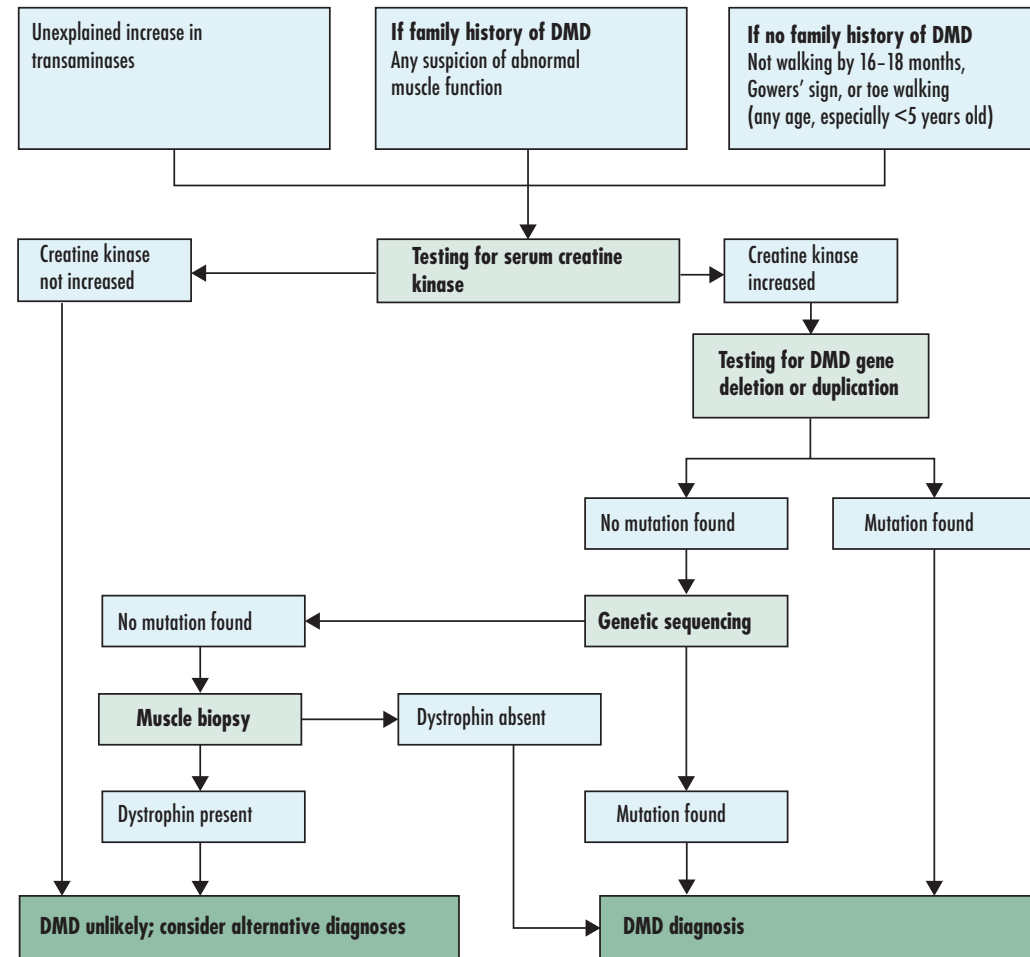 Unexplained increase in
transaminases
If family history of DMD
Any suspicion of abnormal
muscle function
If no family history of DMD
Not walking by 16–18 months,
Gowers’ sign, or toe walking
(any age, especially <5 years old)
Creatine kinase
not increased
Testing for serum creatine
kinase
Creatine kinase
increased
Testing for DMD gene
deletion or duplication
No mutation found
Mutation found
No mutation found
Genetic sequencing
Muscle biopsy
Dystrophin absent
Dystrophin present
Mutation found
DMD unlikely; consider alternative diagnoses
DMD diagnosis